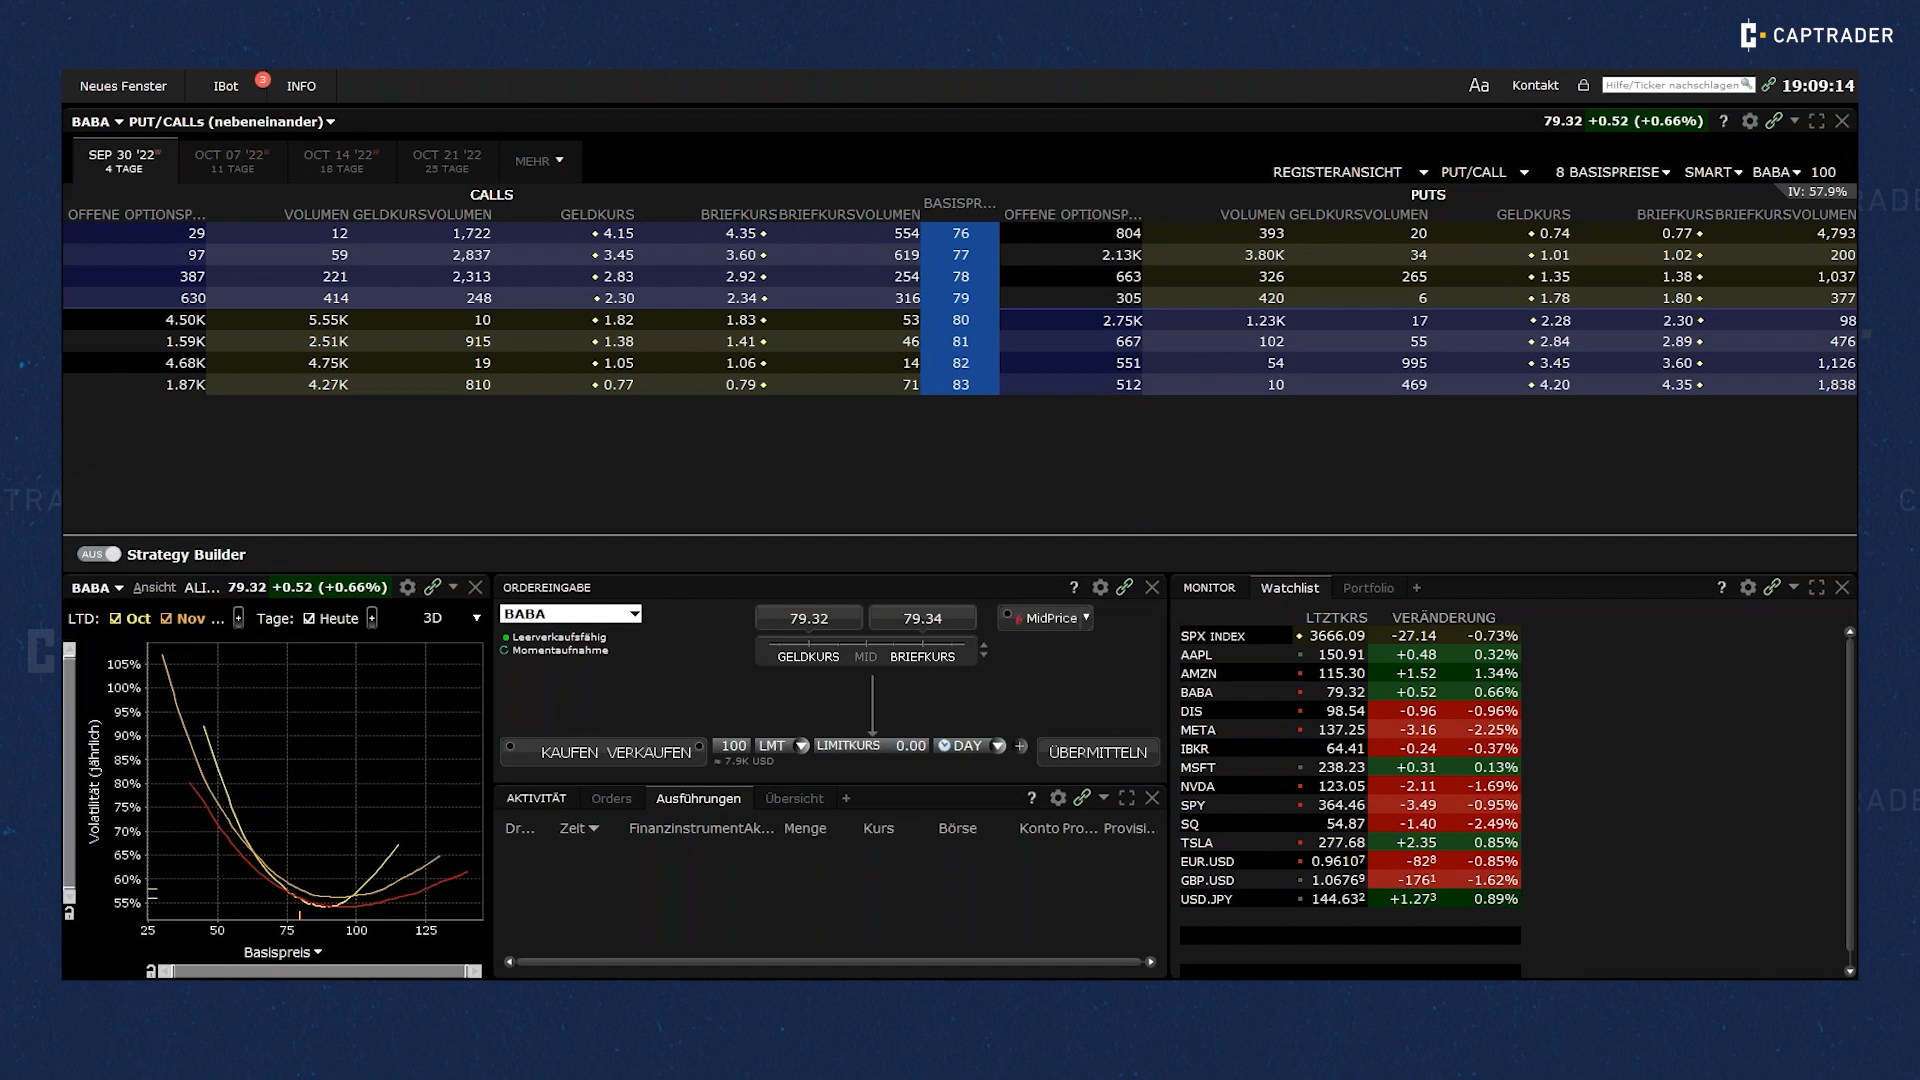 CAPTRADER
Neues Fenster IBot 3 INFO Aa Kontakt Hilfe/Ticker nachschlagen 19:09:14
BABA PUT/CALLs (nebeneinander) 79.32 +0.52 (+0.66%) ?
SEP 30 '22 OCT 07 '22 OCT 14 '22 OCT 21 '22 MEHR
4 TAGE 11 TAGE 18 TAGE 25 TAGE
REGISTERANSICHT PUT/CALL 8 BASISPREISE SMART BABA 100
IV: 57.9%
CALLS PUTS
OFFENE OPTIONSP... VOLUMEN GELDKURSVOLUMEN GELDKURS BRIEFKURS BRIEFKURSVOLUMEN BASISPR... OFFENE OPTIONSP... VOLUMEN GELDKURSVOLUMEN GELDKURS BRIEFKURS BRIEFKURSVOLUMEN
29 12 1,722 4.15 4.35 554 76 804 393 20 0.74 0.77 4,793
97 59 2,837 3.45 3.60 619 77 2.13K 3.80K 34 1.01 1.02 200
387 221 2,313 2.83 2.92 254 78 663 326 265 1.35 1.38 1,037
630 414 248 2.30 2.34 316 79 305 420 6 1.78 1.80 377
4.50K 5.55K 10 1.82 1.83 53 80 2.75K 1.23K 17 2.28 2.30 98
1.59K 2.51K 915 1.38 1.41 46 81 667 102 55 2.84 2.89 476
4.68K 4.75K 19 1.05 1.06 14 82 551 54 995 3.45 3.60 1,126
1.87K 4.27K 810 0.77 0.79 71 83 512 10 469 4.20 4.35 1,838
AUS Strategy Builder
BABA Ansicht ALI... 79.32 +0.52 (+0.66%)
LTD: Oct Nov ... + Tage: Heute + 3D
Volatilität (jährlich)
105%
100%
95%
90%
85%
80%
75%
70%
65%
60%
55%
25 50 75 100 125
Basispreis
ORDEREINGABE ?
BABA 79.32 79.34 MidPrice
Leerverkaufsfähig
Momentaufnahme
GELDKURS MID BRIEFKURS
KAUFEN VERKAUFEN 100 LMT LIMITKURS 0.00 DAY + ÜBERMITTELN
≈ 7.9K USD
AKTIVITÄT Orders Ausführungen Übersicht + ?
Dr... Zeit FinanzinstrumentAk... Menge Kurs Börse Konto Pro... Provisi...
MONITOR Watchlist Portfolio + ?
LTZTKRS VERÄNDERUNG
SPX INDEX 3666.09 -27.14 -0.73%
AAPL 150.91 +0.48 0.32%
AMZN 115.30 +1.52 1.34%
BABA 79.32 +0.52 0.66%
DIS 98.54 -0.96 -0.96%
META 137.25 -3.16 -2.25%
IBKR 64.41 -0.24 -0.37%
MSFT 238.23 +0.31 0.13%
NVDA 123.05 -2.11 -1.69%
SPY 364.46 -3.49 -0.95%
SQ 54.87 -1.40 -2.49%
TSLA 277.68 +2.35 0.85%
EUR.USD 0.9610⁷ -82⁸ -0.85%
GBP.USD 1.0676⁹ -176¹ -1.62%
USD.JPY 144.63² +1.27³ 0.89%